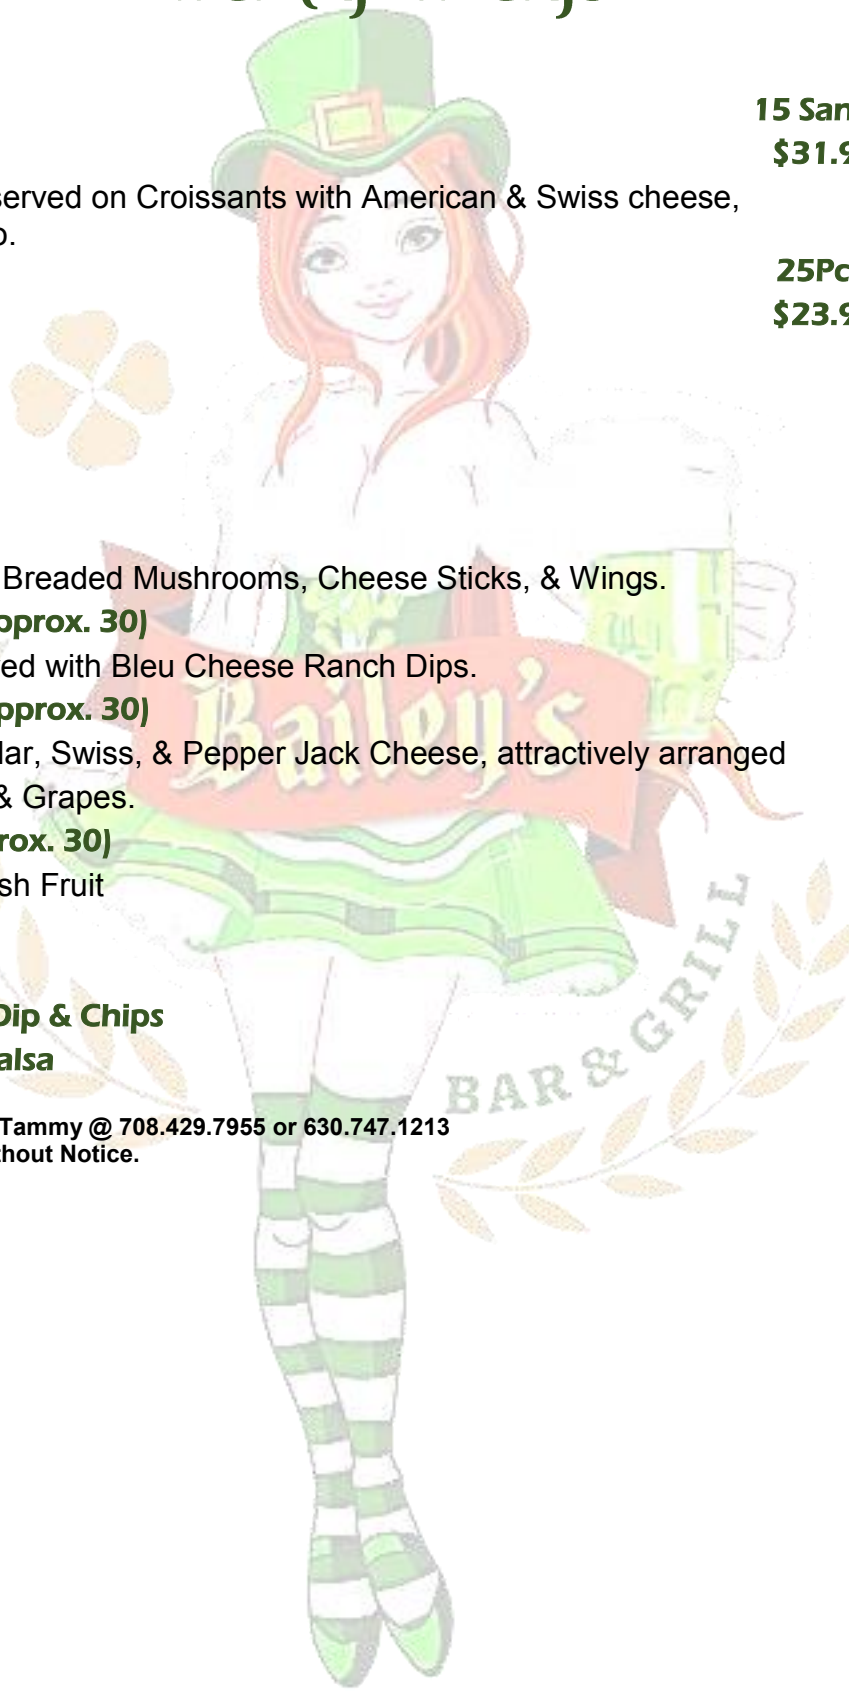 15 San
$31.9
served on Croissants with American & Swiss cheese,
o.
25Pc
$23.9
Breaded Mushrooms, Cheese Sticks, & Wings.
pprox. 30)
ed with Bleu Cheese Ranch Dips.
pprox. 30)
lar, Swiss, & Pepper Jack Cheese, attractively arranged
& Grapes.
rox. 30)
sh Fruit
Dip & Chips
alsa
Tammy @ 708.429.7955 or 630.747.1213
thout Notice.
Bailey's
BAR & GRILL